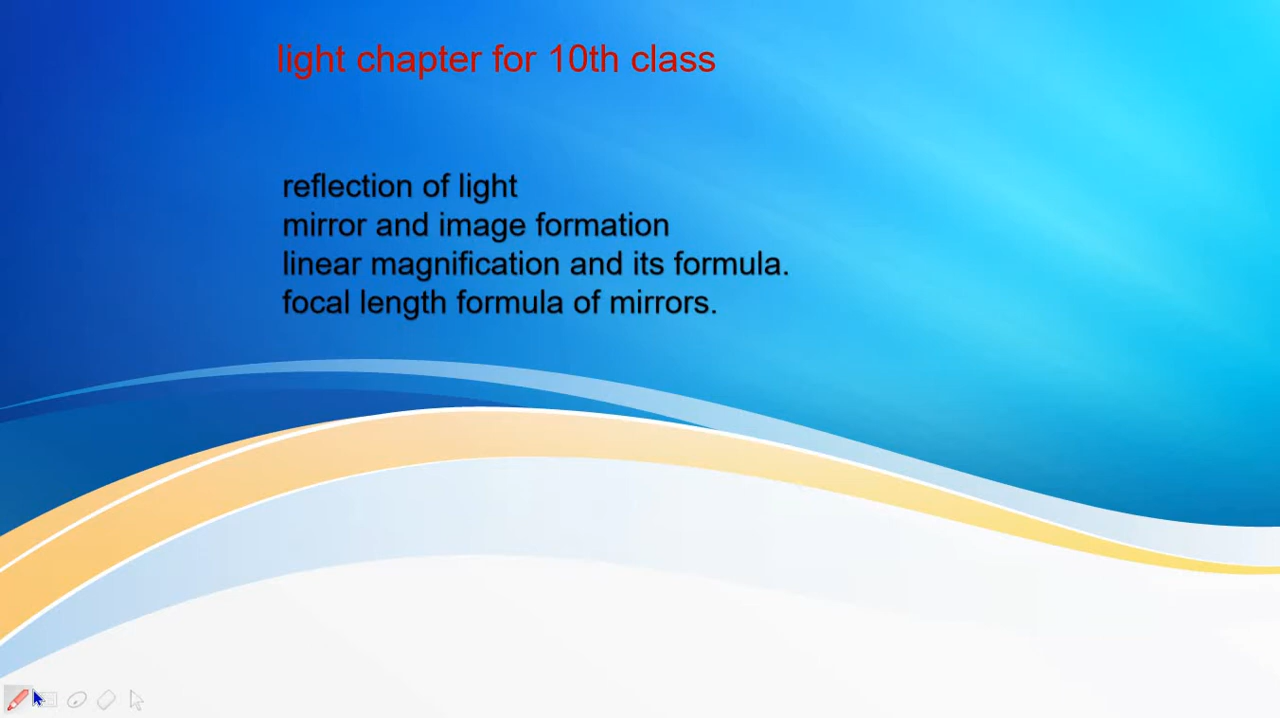 light chapter for 10th class
reflection of light
mirror and image formation
linear magnification and its formula.
focal length formula of mirrors.